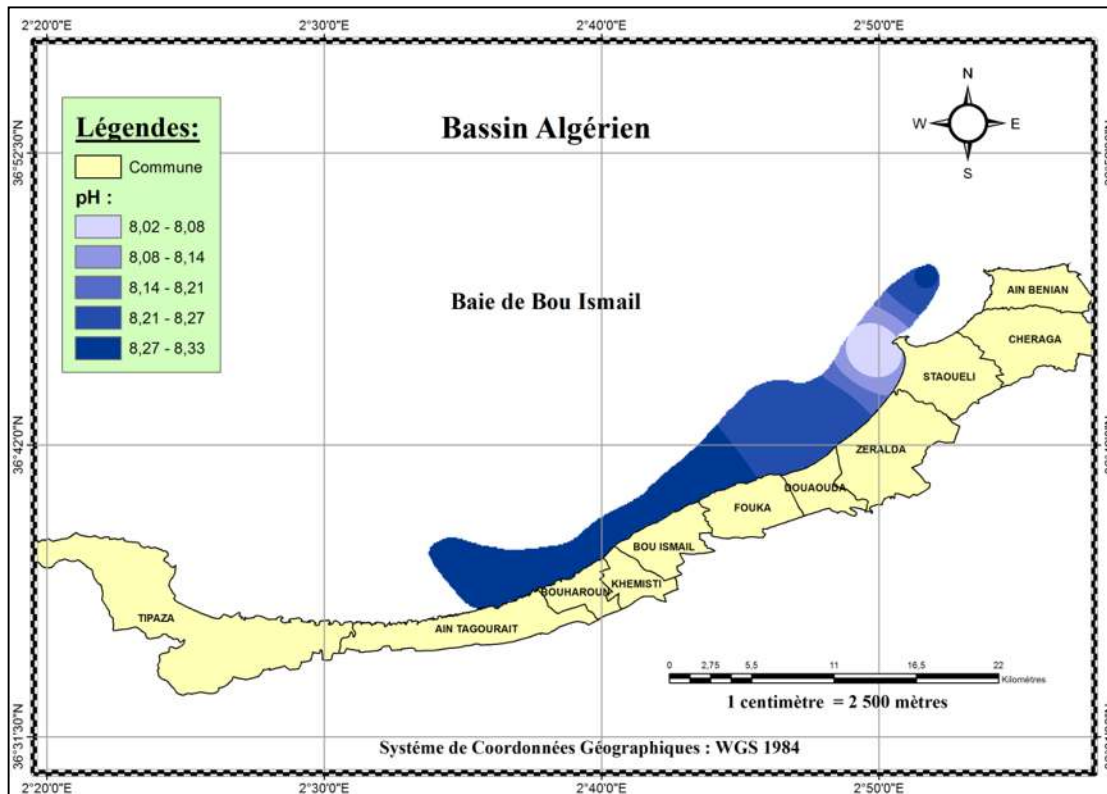 2°20'0"E 2°30'0"E 2°40'0"E 2°50'0"E
Légendes:
Commune
pH :
8,02 - 8,08
8,08 - 8,14
8,14 - 8,21
8,21 - 8,27
8,27 - 8,33
Bassin Algérien
N
W E
S
36°52'30"N
Baie de Bou Ismail
AIN BENIAN
CHERAGA
STAOUELI
36°42'0"N
ZERALDA
DOUAOUDA
FOUKA
BOU ISMAIL
KHEMISTI
BOUHAROUN
AIN TAGOURAIT
TIPAZA
0 2,75 5,5 11 16,5 22
Kilomètres
1 centimètre = 2 500 mètres
36°31'30"N
Systéme de Coordonnées Géographiques : WGS 1984
2°20'0"E 2°30'0"E 2°40'0"E 2°50'0"E